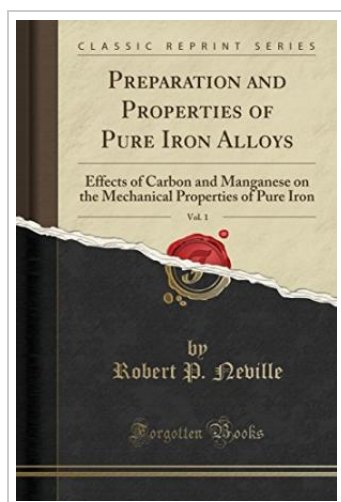 CLASSIC REPRINT SERIES
PREPARATION AND
PROPERTIES OF
PURE IRON ALLOYS
Effects of Carbon and Manganese on
the Mechanical Properties of Pure Iron
Vol. 1
by
Robert P. Neville
Forgotten Books